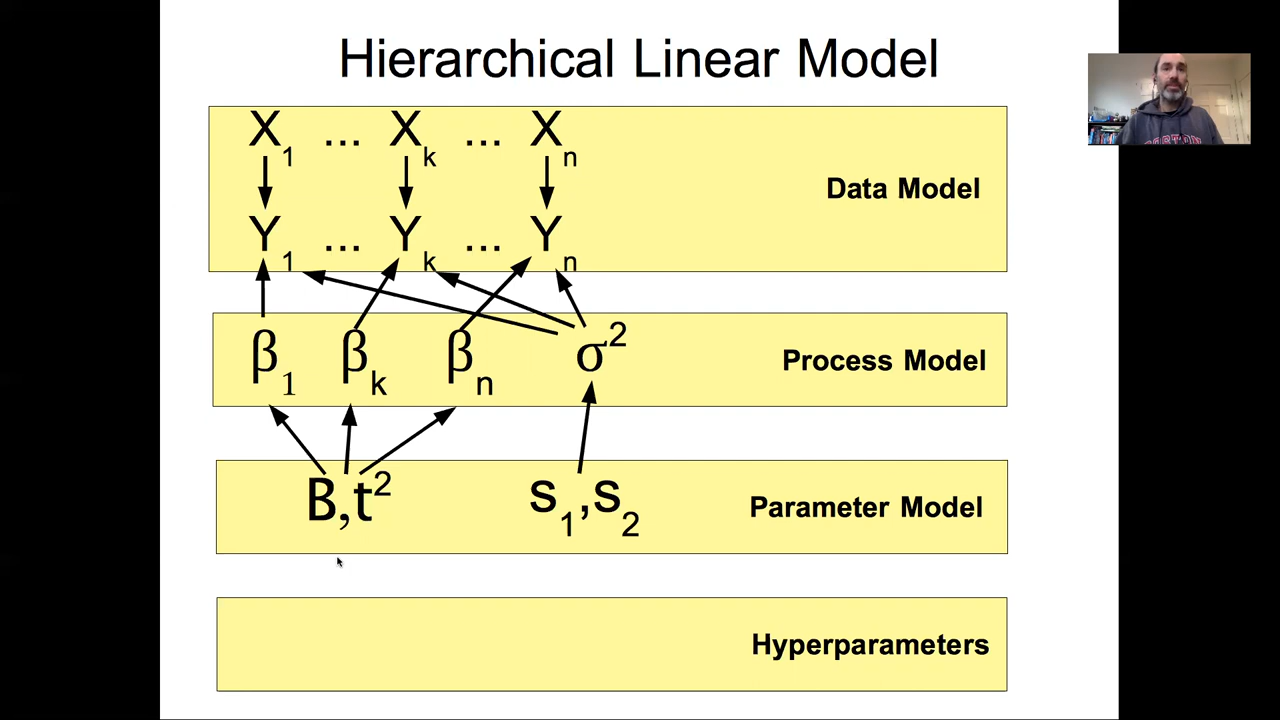 Hierarchical Linear Model
X1 ... Xk ... Xn
Data Model
Y1 ... Yk ... Yn
β1 βk βn σ2
Process Model
B,t2 s1,s2
Parameter Model
Hyperparameters